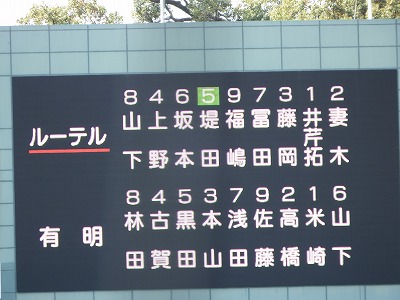 8 4 6 5 9 7 3 1 2
ルーテル 山下 上野 坂本 堤 福嶋 冨田 藤岡 井芹拓 妻木
8 4 5 3 7 9 2 1 6
有明 林田 古賀 黒田 本山 浅田 佐藤 高橋 米崎 山下